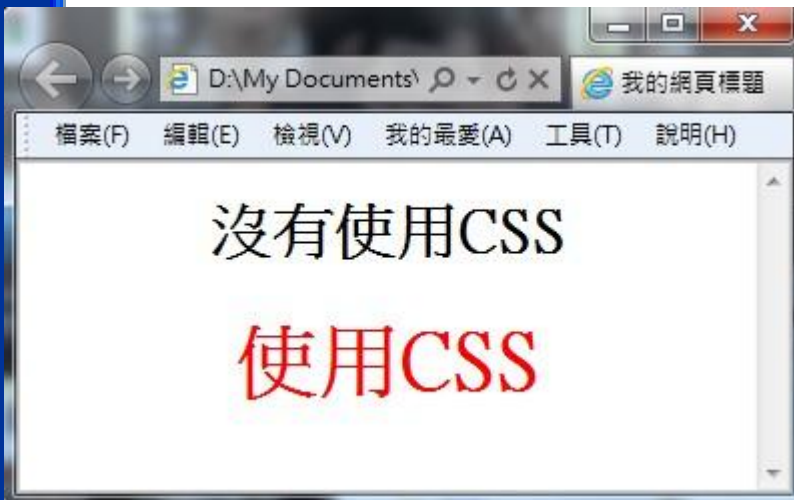 D:\My Documents\
我的網頁標題
檔案(F) 編輯(E) 檢視(V) 我的最愛(A) 工具(T) 說明(H)
沒有使用CSS
使用CSS